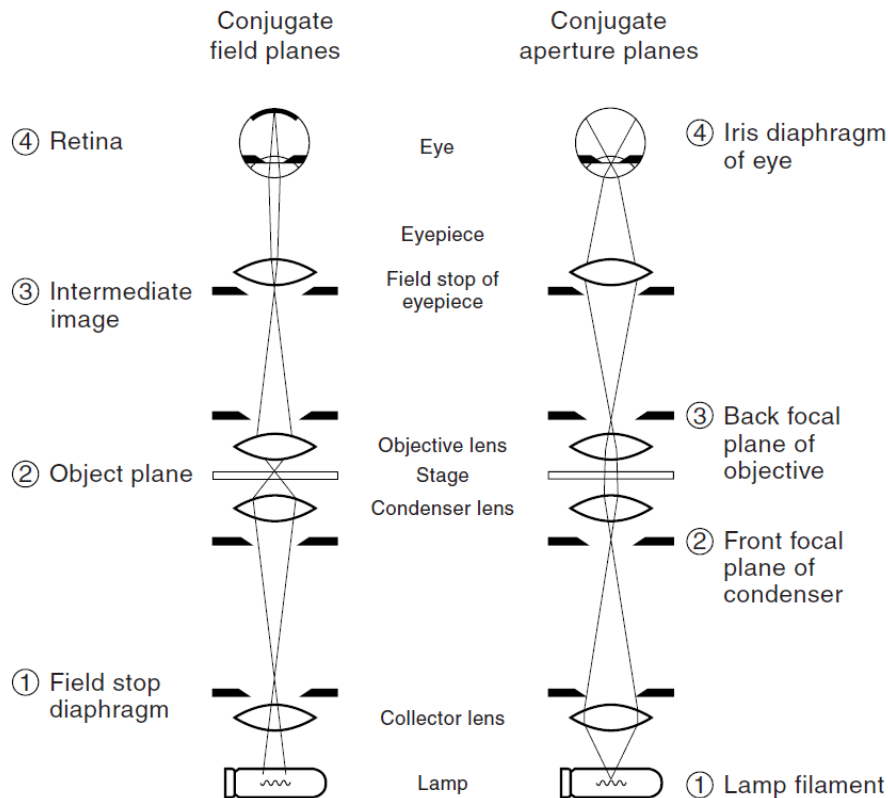 Conjugate
field planes
Conjugate
aperture planes
④ Retina
Eye
④ Iris diaphragm
of eye
Eyepiece
③ Intermediate
image
Field stop of
eyepiece
③ Back focal
plane of
objective
Objective lens
② Object plane
Stage
Condenser lens
② Front focal
plane of
condenser
① Field stop
diaphragm
Collector lens
Lamp
① Lamp filament